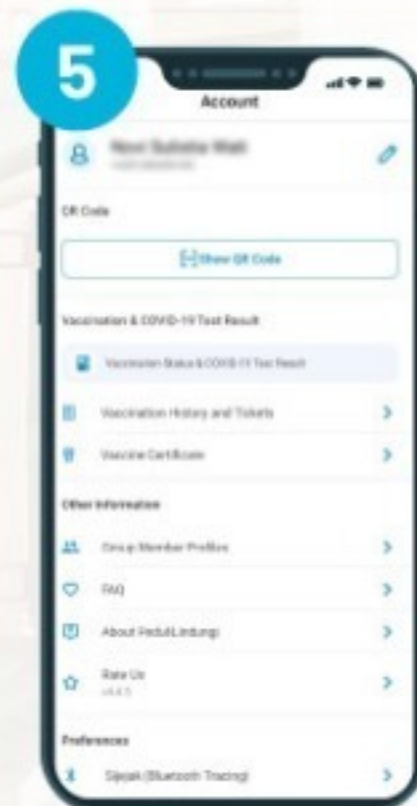 5
Account
QR Code
Show QR Code
Vaccination & COVID-19 Test Result
Vaccination Status & COVID-19 Test Result
Vaccination History and Tickets
Vaccine Certificate
Other Information
Group Member Profiles
FAQ
About PeduliLindungi
Rate Us
Preferences
Sijejak (Bluetooth Tracing)